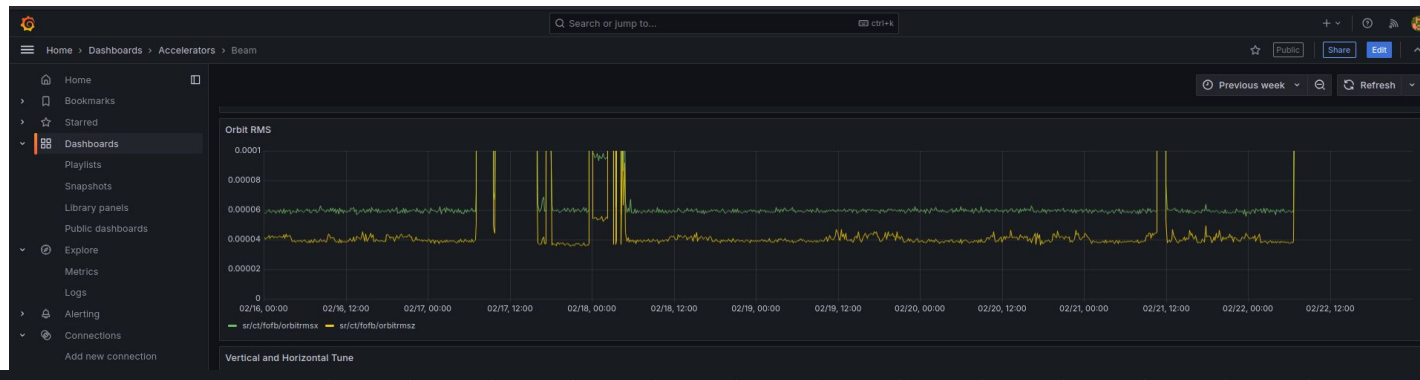 Search or jump to... ctrl+k
Home > Dashboards > Accelerators > Beam Public Share Edit
Home
Previous week Refresh
Bookmarks
Starred
Dashboards
Playlists
Snapshots
Library panels
Public dashboards
Explore
Metrics
Logs
Alerting
Connections
Add new connection
Orbit RMS
0.0001
0.00008
0.00006
0.00004
0.00002
0
02/16, 00:00 02/16, 12:00 02/17, 00:00 02/17, 12:00 02/18, 00:00 02/18, 12:00 02/19, 00:00 02/19, 12:00 02/20, 00:00 02/20, 12:00 02/21, 00:00 02/21, 12:00 02/22, 00:00 02/22, 12:00
sr/ct/fofb/orbitrmsx sr/ct/fofb/orbitrmsz
Vertical and Horizontal Tune